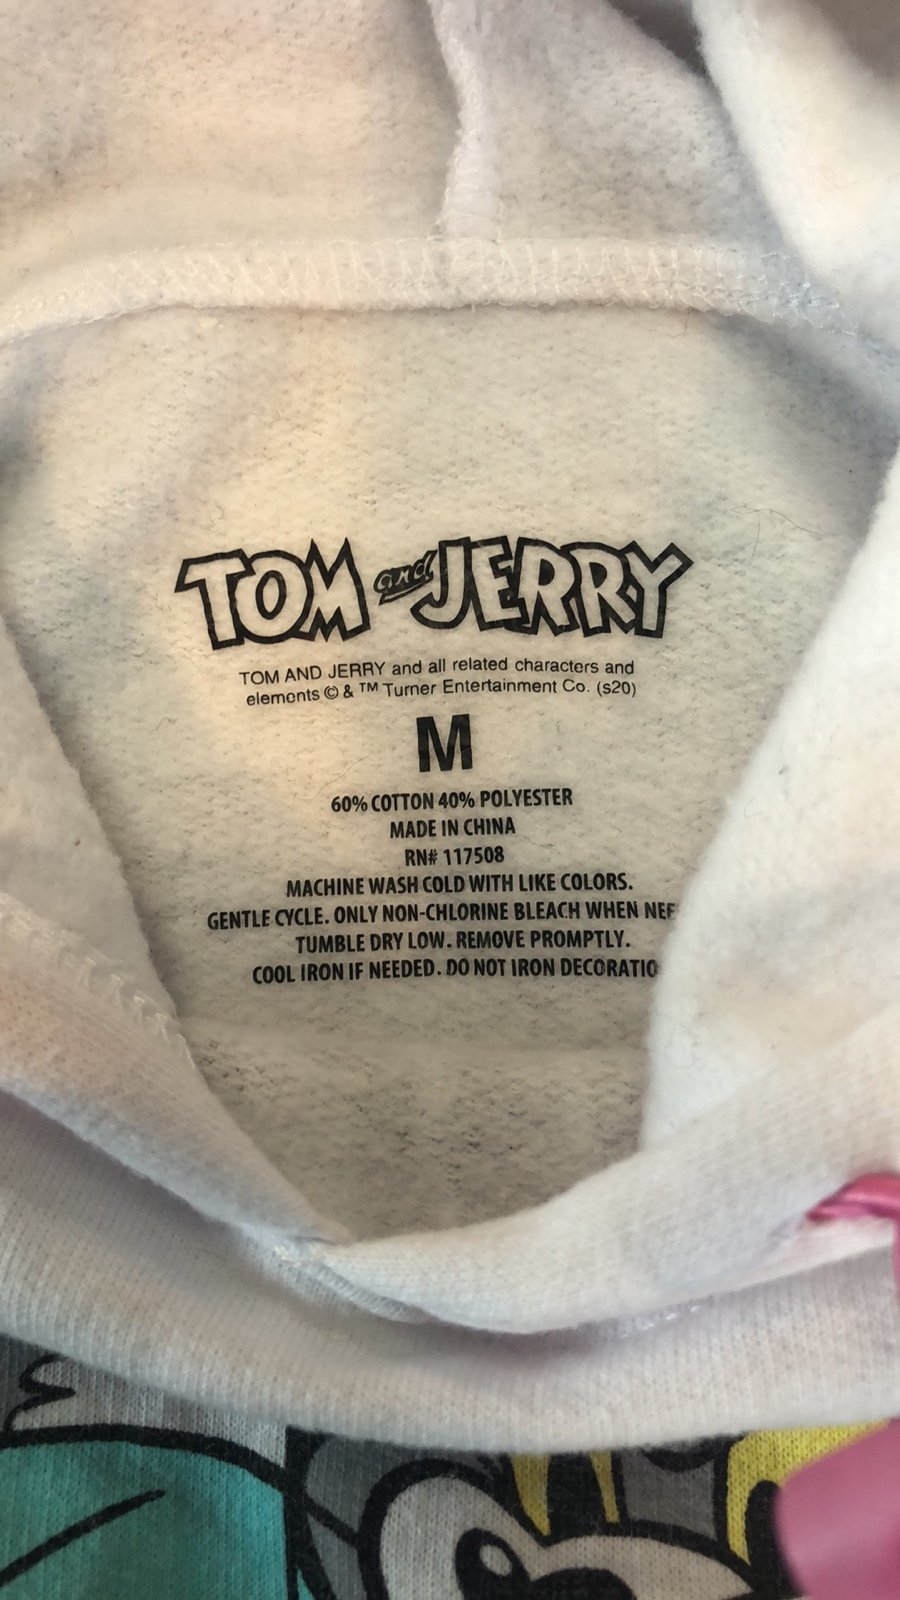 TOM and JERRY
TOM AND JERRY and all related characters and
elements © & ™ Turner Entertainment Co. (s20)
M
60% COTTON 40% POLYESTER
MADE IN CHINA
RN# 117508
MACHINE WASH COLD WITH LIKE COLORS.
GENTLE CYCLE. ONLY NON-CHLORINE BLEACH WHEN
TUMBLE DRY LOW. REMOVE PROMPTLY.
COOL IRON IF NEEDED. DO NOT IRON